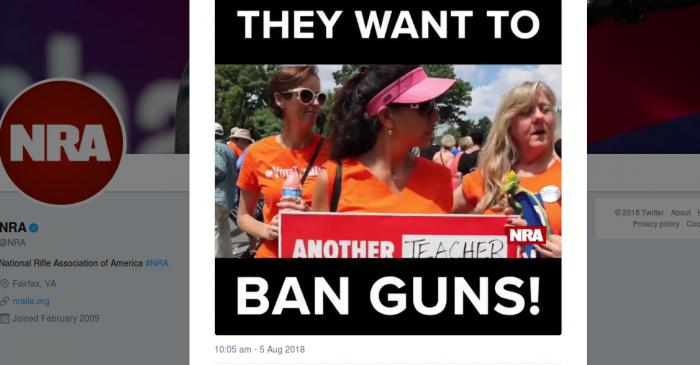 THEY WANT TO
NRA
ANOTHER TEACHER
NRA
BAN GUNS!
10:05 am - 5 Aug 2018
NRA
@NRA
National Rifle Association of America #NRA
Fairfax, VA
nraila.org
Joined February 2009
© 2018 Twitter About
Privacy policy